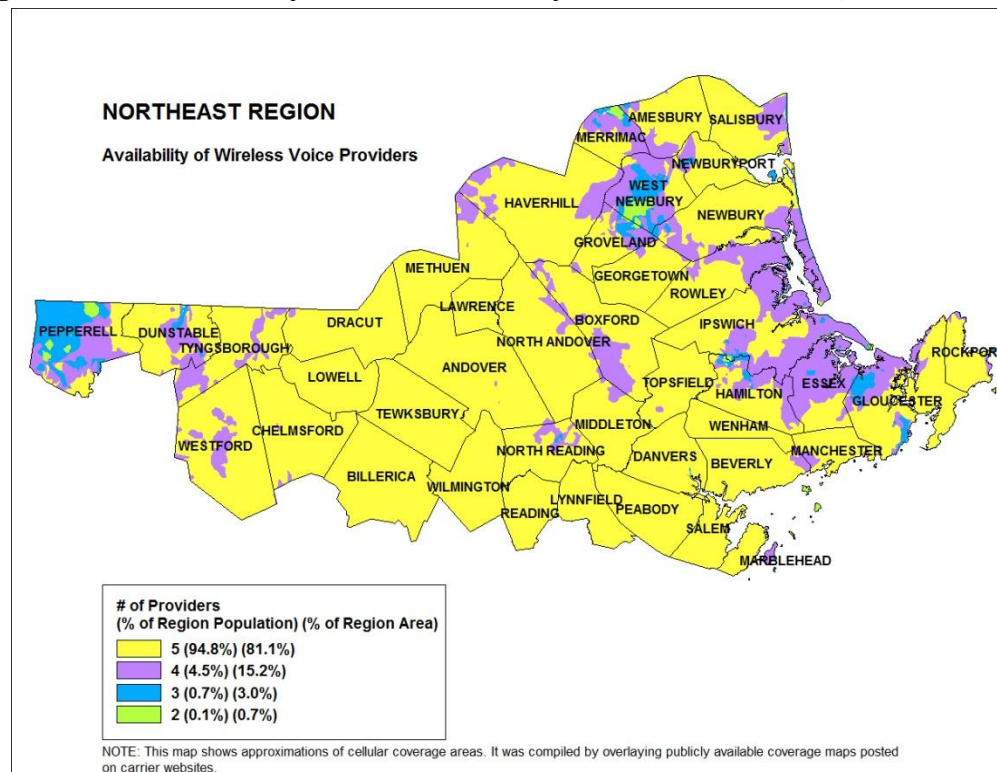 NORTHEAST REGION
Availability of Wireless Voice Providers
AMESBURY
SALISBURY
MERRIMAC
NEWBURYPORT
WEST
NEWBURY
HAVERHILL
NEWBURY
GROVELAND
METHUEN
GEORGETOWN
ROWLEY
LAWRENCE
PEPPERELL
DUNSTABLE
DRACUT
BOXFORD
IPSWICH
TYNGSBOROUGH
NORTH ANDOVER
ROCKPOR
ANDOVER
LOWELL
TOPSFIELD
ESSEX
HAMILTON
GLOUCESTER
TEWKSBURY
MIDDLETON
WENHAM
CHELMSFORD
WESTFORD
NORTH READING
MANCHESTER
DANVERS
BEVERLY
BILLERICA
WILMINGTON
LYNNFIELD
PEABODY
READING
SALEM
MARBLEHEAD
# of Providers
(% of Region Population) (% of Region Area)
5 (94.8%) (81.1%)
4 (4.5%) (15.2%)
3 (0.7%) (3.0%)
2 (0.1%) (0.7%)
NOTE: This map shows approximations of cellular coverage areas. It was compiled by overlaying publicly available coverage maps posted
on carrier websites.